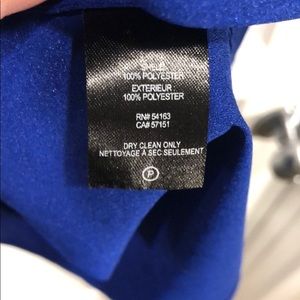 SHELL
100% POLYESTER
EXTERIEUR
100% POLYESTER
RN# 54163
CA# 57151
DRY CLEAN ONLY
NETTOYAGE A SEC SEULEMENT
P